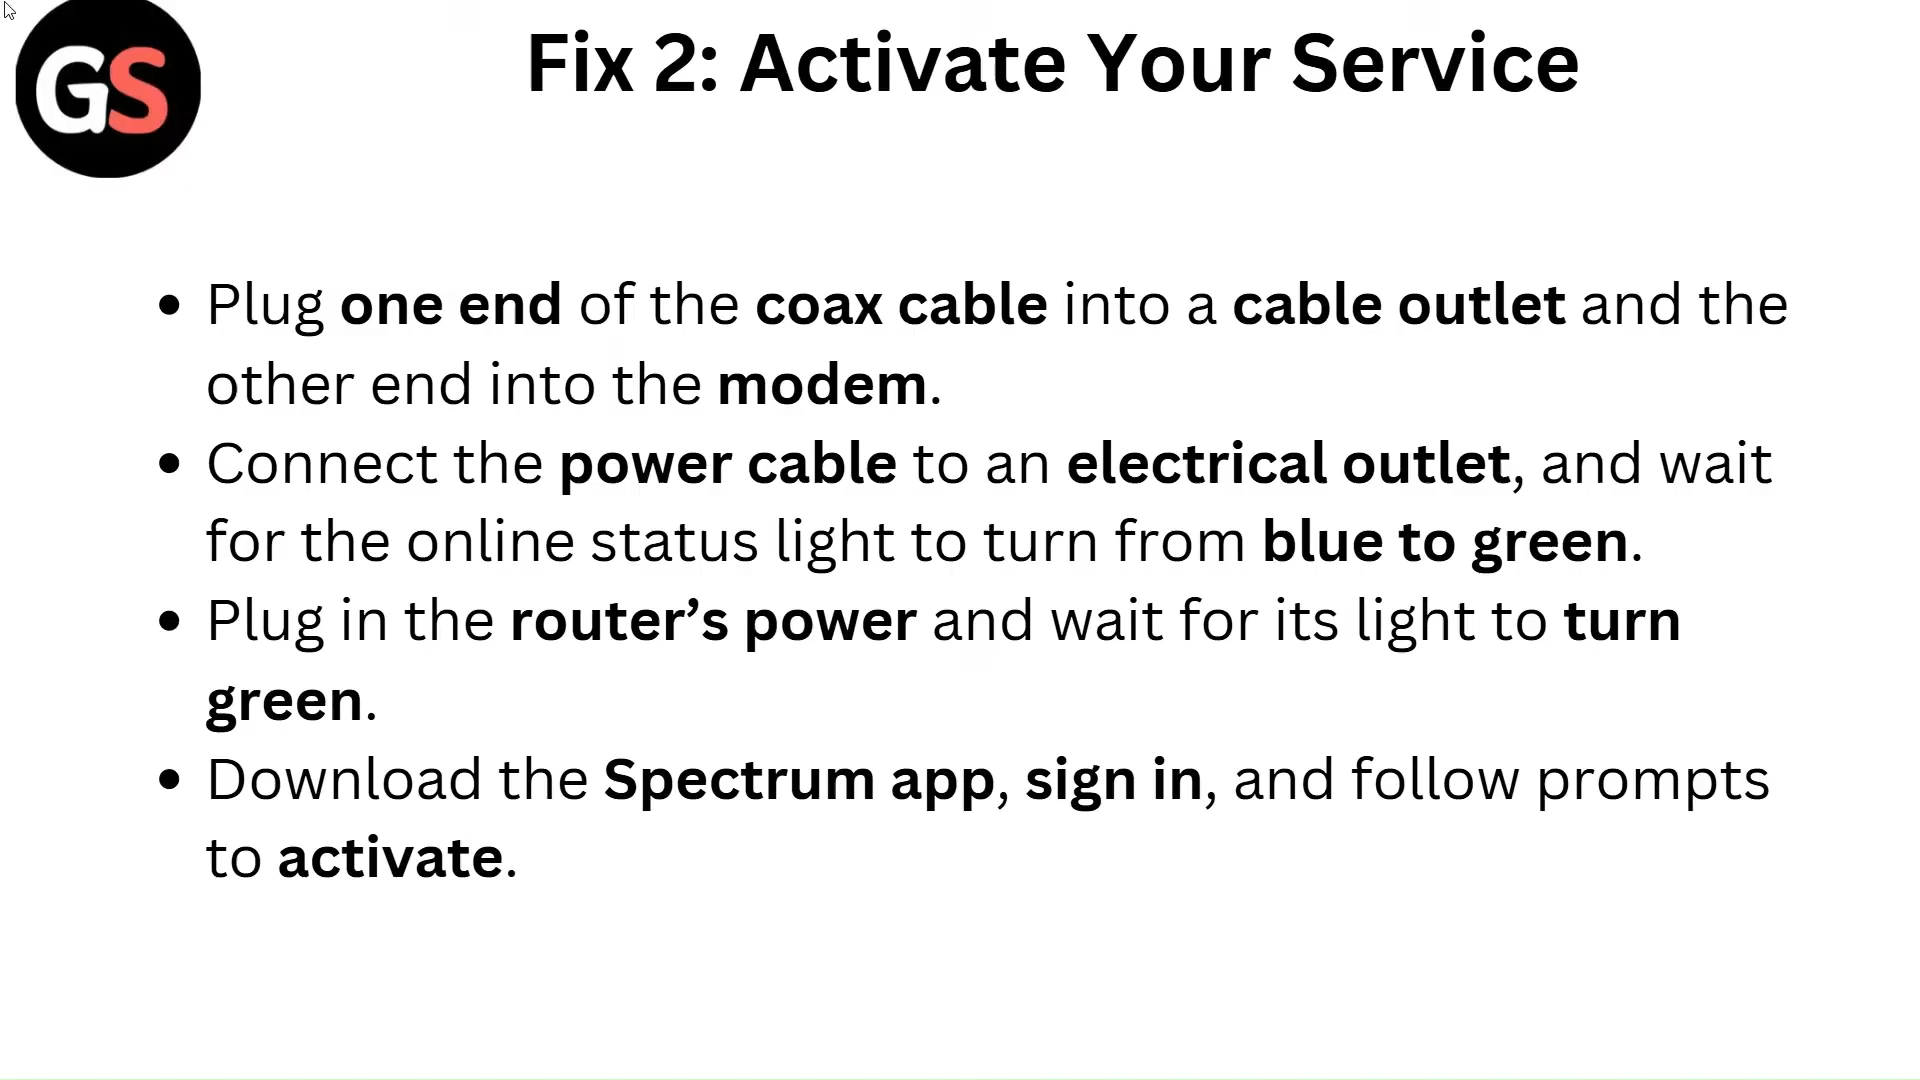 GS
Fix 2: Activate Your Service
• Plug one end of the coax cable into a cable outlet and the
other end into the modem.
• Connect the power cable to an electrical outlet, and wait
for the online status light to turn from blue to green.
• Plug in the router’s power and wait for its light to turn
green.
• Download the Spectrum app, sign in, and follow prompts
to activate.